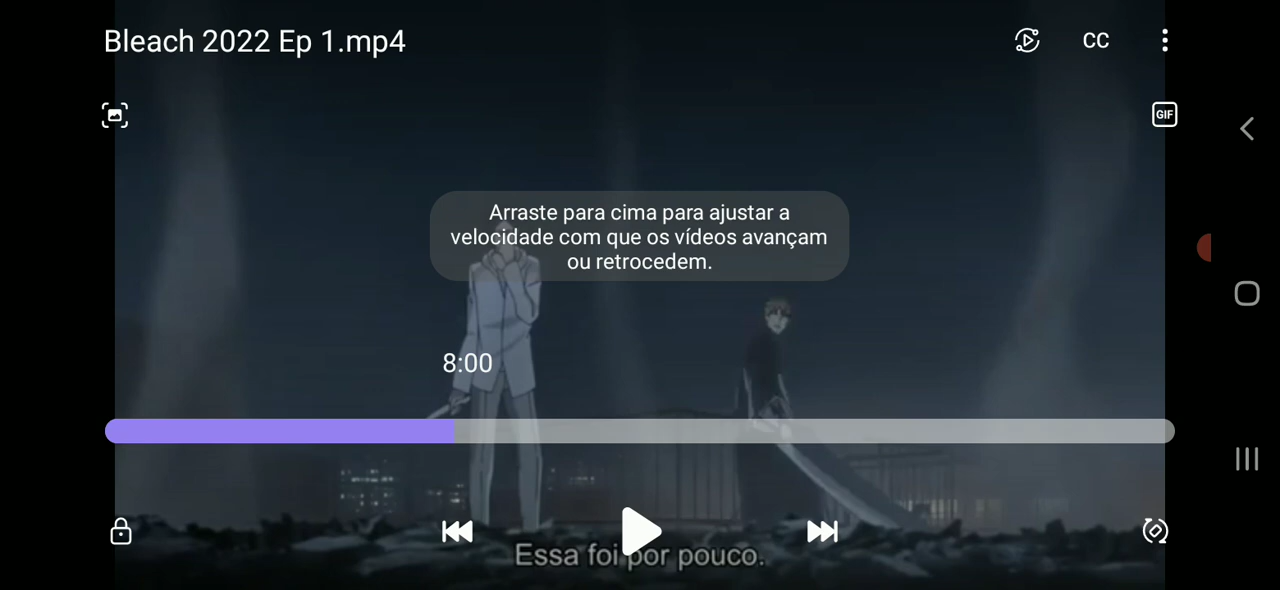 Bleach 2022 Ep 1.mp4
CC
GIF
Arraste para cima para ajustar a
velocidade com que os vídeos avançam
ou retrocedem.
8:00
Essa foi por pouco.